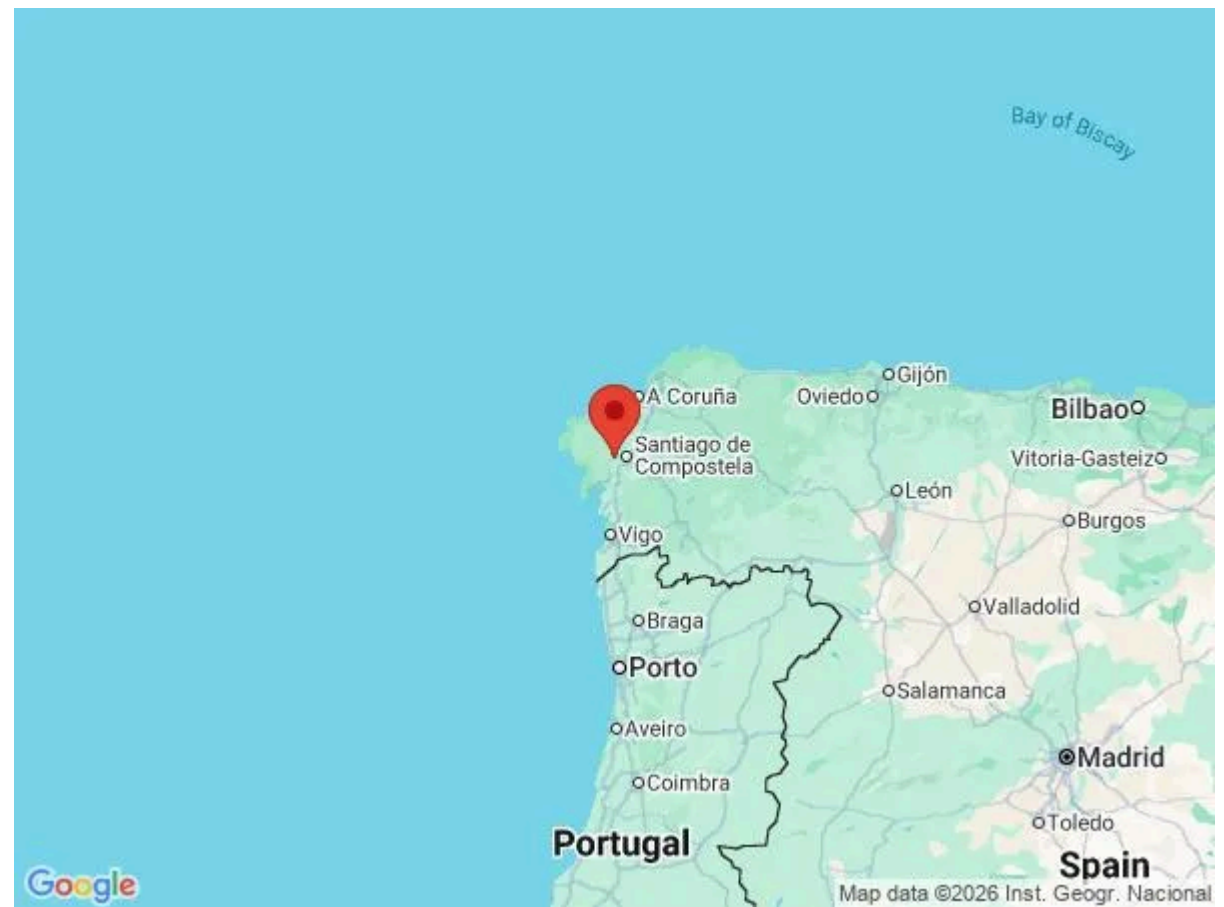 Bay of Biscay
Gijón
A Coruña
Oviedo
Bilbao
Santiago de
Compostela
Vitoria-Gasteiz
León
Burgos
Vigo
Valladolid
Braga
Porto
Salamanca
Aveiro
Madrid
Coimbra
Toledo
Portugal
Spain
Google
Map data ©2026 Inst. Geogr. Nacional